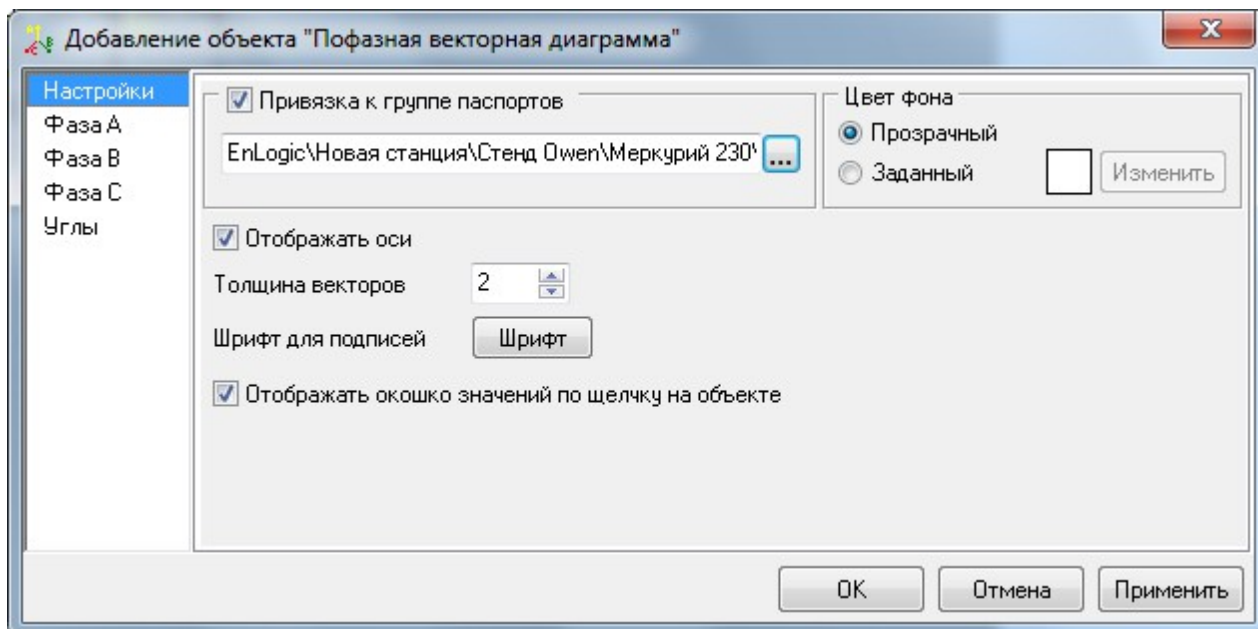 Добавление объекта "Пофазная векторная диаграмма"
Настройки
Фаза А
Фаза В
Фаза С
Углы
Привязка к группе паспортов
EnLogic\Новая станция\Стенд Owen\Меркурий 230\
...
Цвет фона
Прозрачный
Заданный
Изменить
Отображать оси
Толщина векторов 2
Шрифт для подписей Шрифт
Отображать окошко значений по щелчку на объекте
OK Отмена Применить